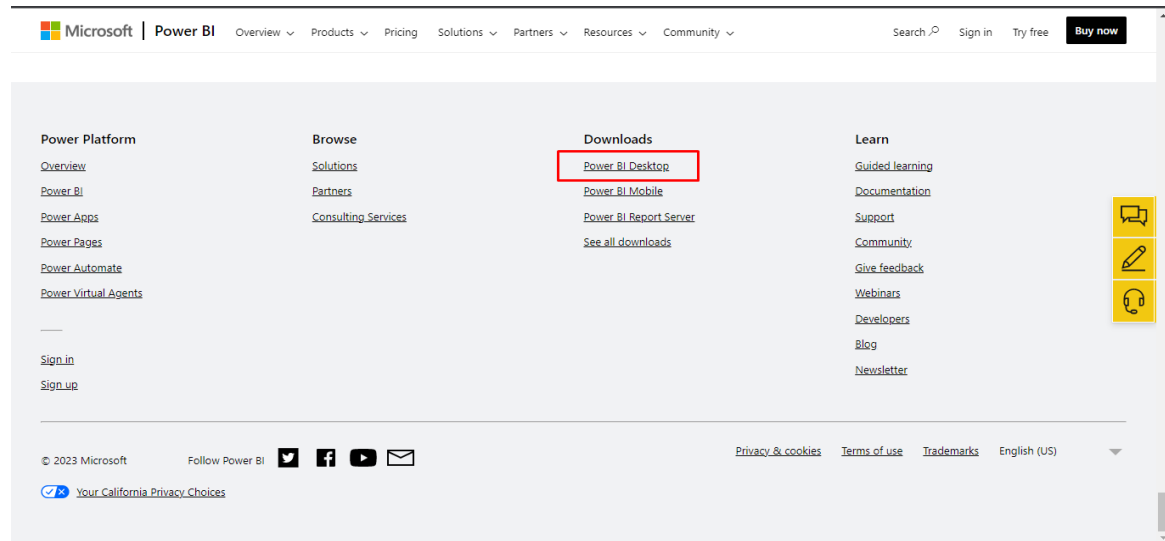 Microsoft | Power BI Overview Products Pricing Solutions Partners Resources Community Search Sign in Try free Buy now
Power Platform
Overview
Power BI
Power Apps
Power Pages
Power Automate
Power Virtual Agents
Sign in
Sign up
Browse
Solutions
Partners
Consulting Services
Downloads
Power BI Desktop
Power BI Mobile
Power BI Report Server
See all downloads
Learn
Guided learning
Documentation
Support
Community
Give feedback
Webinars
Developers
Blog
Newsletter
© 2023 Microsoft Follow Power BI Privacy & cookies Terms of use Trademarks English (US)
Your California Privacy Choices